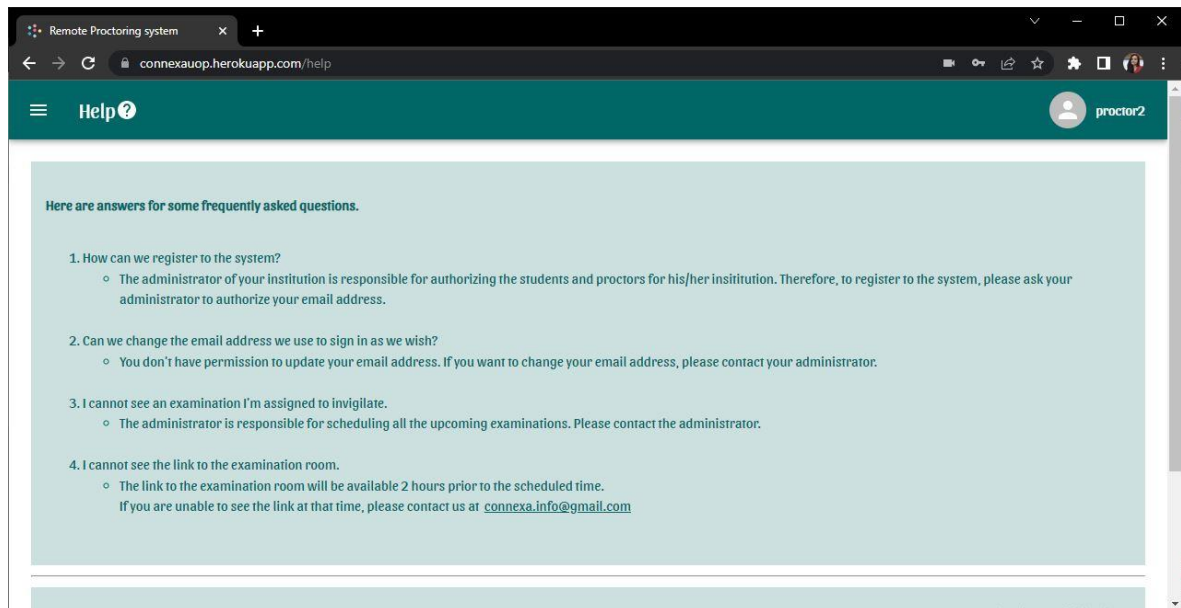 Remote Proctoring system
connexauop.herokuapp.com/help
Help
proctor2
Here are answers for some frequently asked questions.
1. How can we register to the system?
The administrator of your institution is responsible for authorizing the students and proctors for his/her insititution. Therefore, to register to the system, please ask your
administrator to authorize your email address.
2. Can we change the email address we use to sign in as we wish?
You don't have permission to update your email address. If you want to change your email address, please contact your administrator.
3. I cannot see an examination I'm assigned to invigilate.
The administrator is responsible for scheduling all the upcoming examinations. Please contact the administrator.
4. I cannot see the link to the examination room.
The link to the examination room will be available 2 hours prior to the scheduled time.
If you are unable to see the link at that time, please contact us at connexa.info@gmail.com